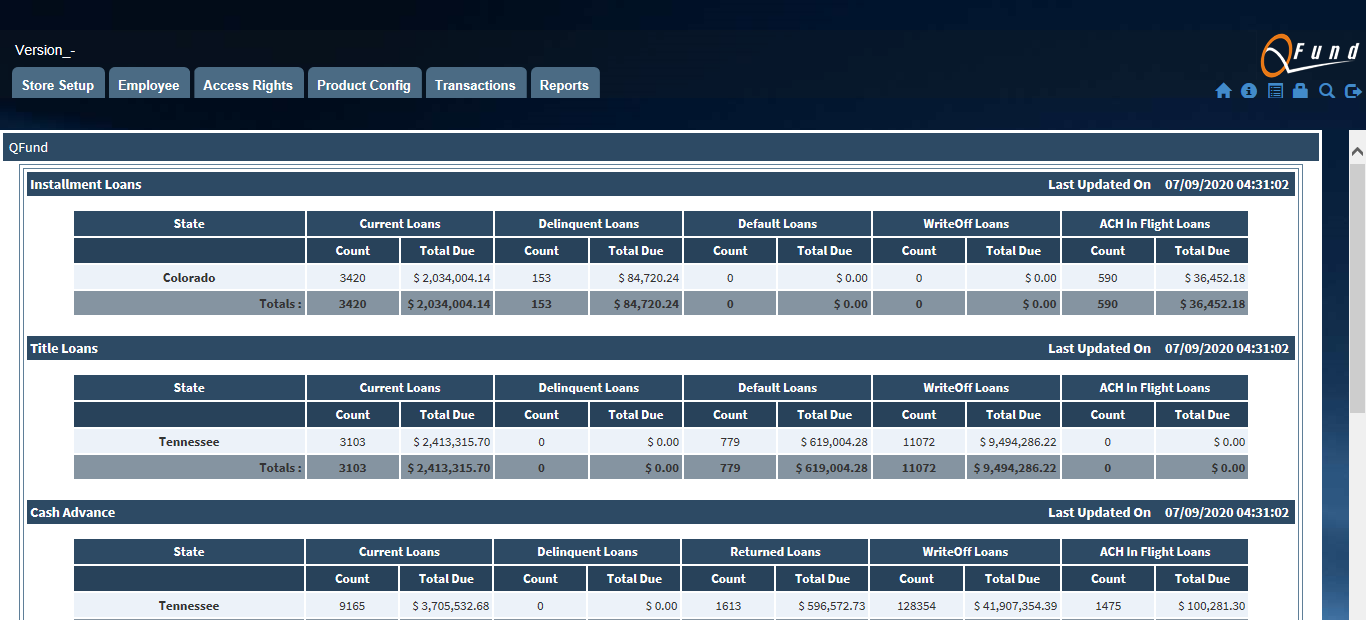 Version_-
QFund
Store Setup Employee Access Rights Product Config Transactions Reports
QFund
Installment Loans Last Updated On 07/09/2020 04:31:02
State Current Loans Delinquent Loans Default Loans WriteOff Loans ACH In Flight Loans
Count Total Due Count Total Due Count Total Due Count Total Due Count Total Due
Colorado 3420 $ 2,034,004.14 153 $ 84,720.24 0 $ 0.00 0 $ 0.00 590 $ 36,452.18
Totals : 3420 $ 2,034,004.14 153 $ 84,720.24 0 $ 0.00 0 $ 0.00 590 $ 36,452.18
Title Loans Last Updated On 07/09/2020 04:31:02
State Current Loans Delinquent Loans Default Loans WriteOff Loans ACH In Flight Loans
Count Total Due Count Total Due Count Total Due Count Total Due Count Total Due
Tennessee 3103 $ 2,413,315.70 0 $ 0.00 779 $ 619,004.28 11072 $ 9,494,286.22 0 $ 0.00
Totals : 3103 $ 2,413,315.70 0 $ 0.00 779 $ 619,004.28 11072 $ 9,494,286.22 0 $ 0.00
Cash Advance Last Updated On 07/09/2020 04:31:02
State Current Loans Delinquent Loans Returned Loans WriteOff Loans ACH In Flight Loans
Count Total Due Count Total Due Count Total Due Count Total Due Count Total Due
Tennessee 9165 $ 3,705,532.68 0 $ 0.00 1613 $ 596,572.73 128354 $ 41,907,354.39 1475 $ 100,281.30